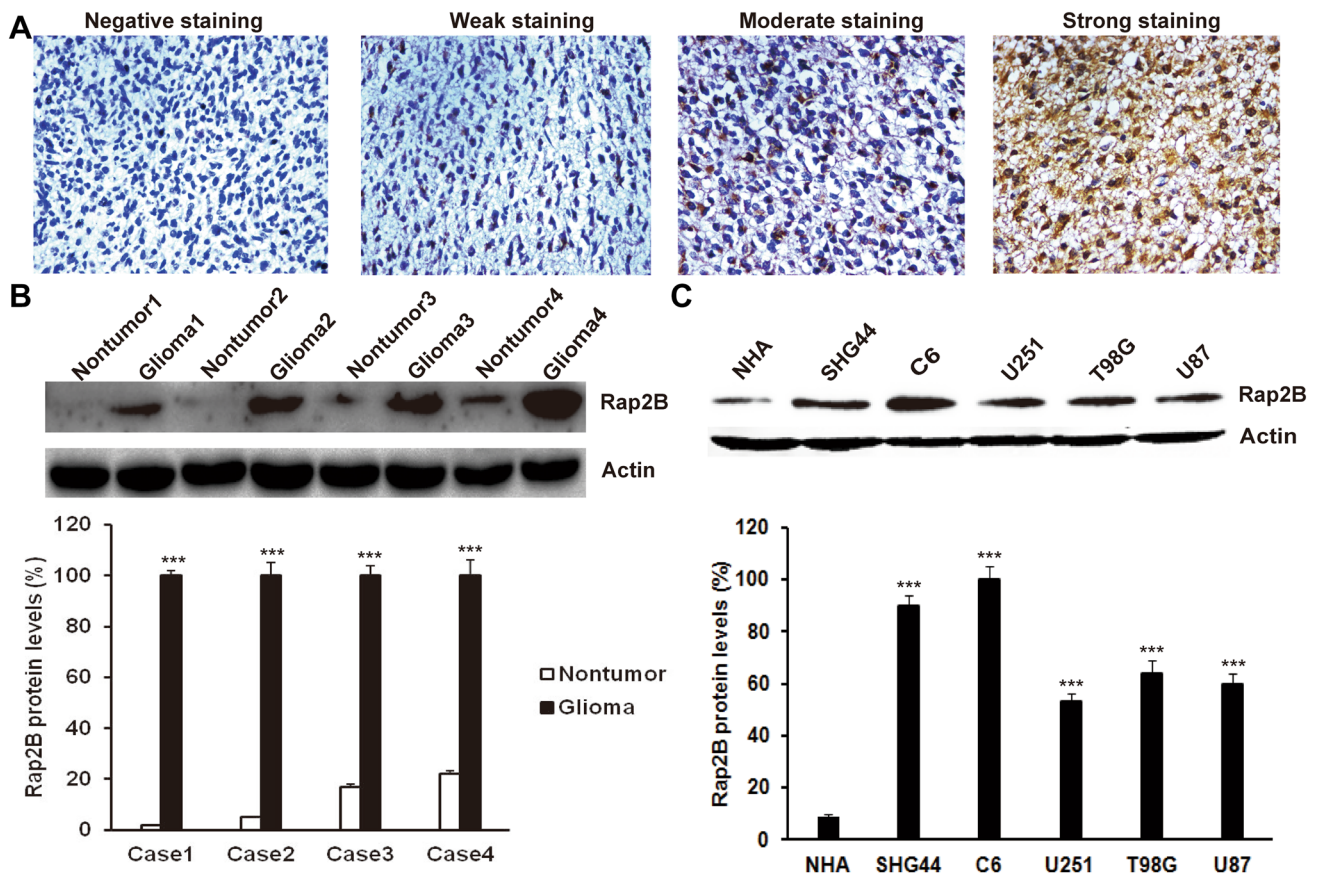 A
Negative staining
Weak staining
Moderate staining
Strong staining
B
Nontumor1
Glioma1
Nontumor2
Glioma2
Nontumor3
Glioma3
Nontumor4
Glioma4
Rap2B
Actin
Rap2B protein levels (%)
120
100
80
60
40
20
0
***
***
***
***
Nontumor
Glioma
Case1
Case2
Case3
Case4
C
NHA
SHG44
C6
U251
T98G
U87
Rap2B
Actin
Rap2B protein levels (%)
120
100
80
60
40
20
0
***
***
***
***
***
NHA
SHG44
C6
U251
T98G
U87